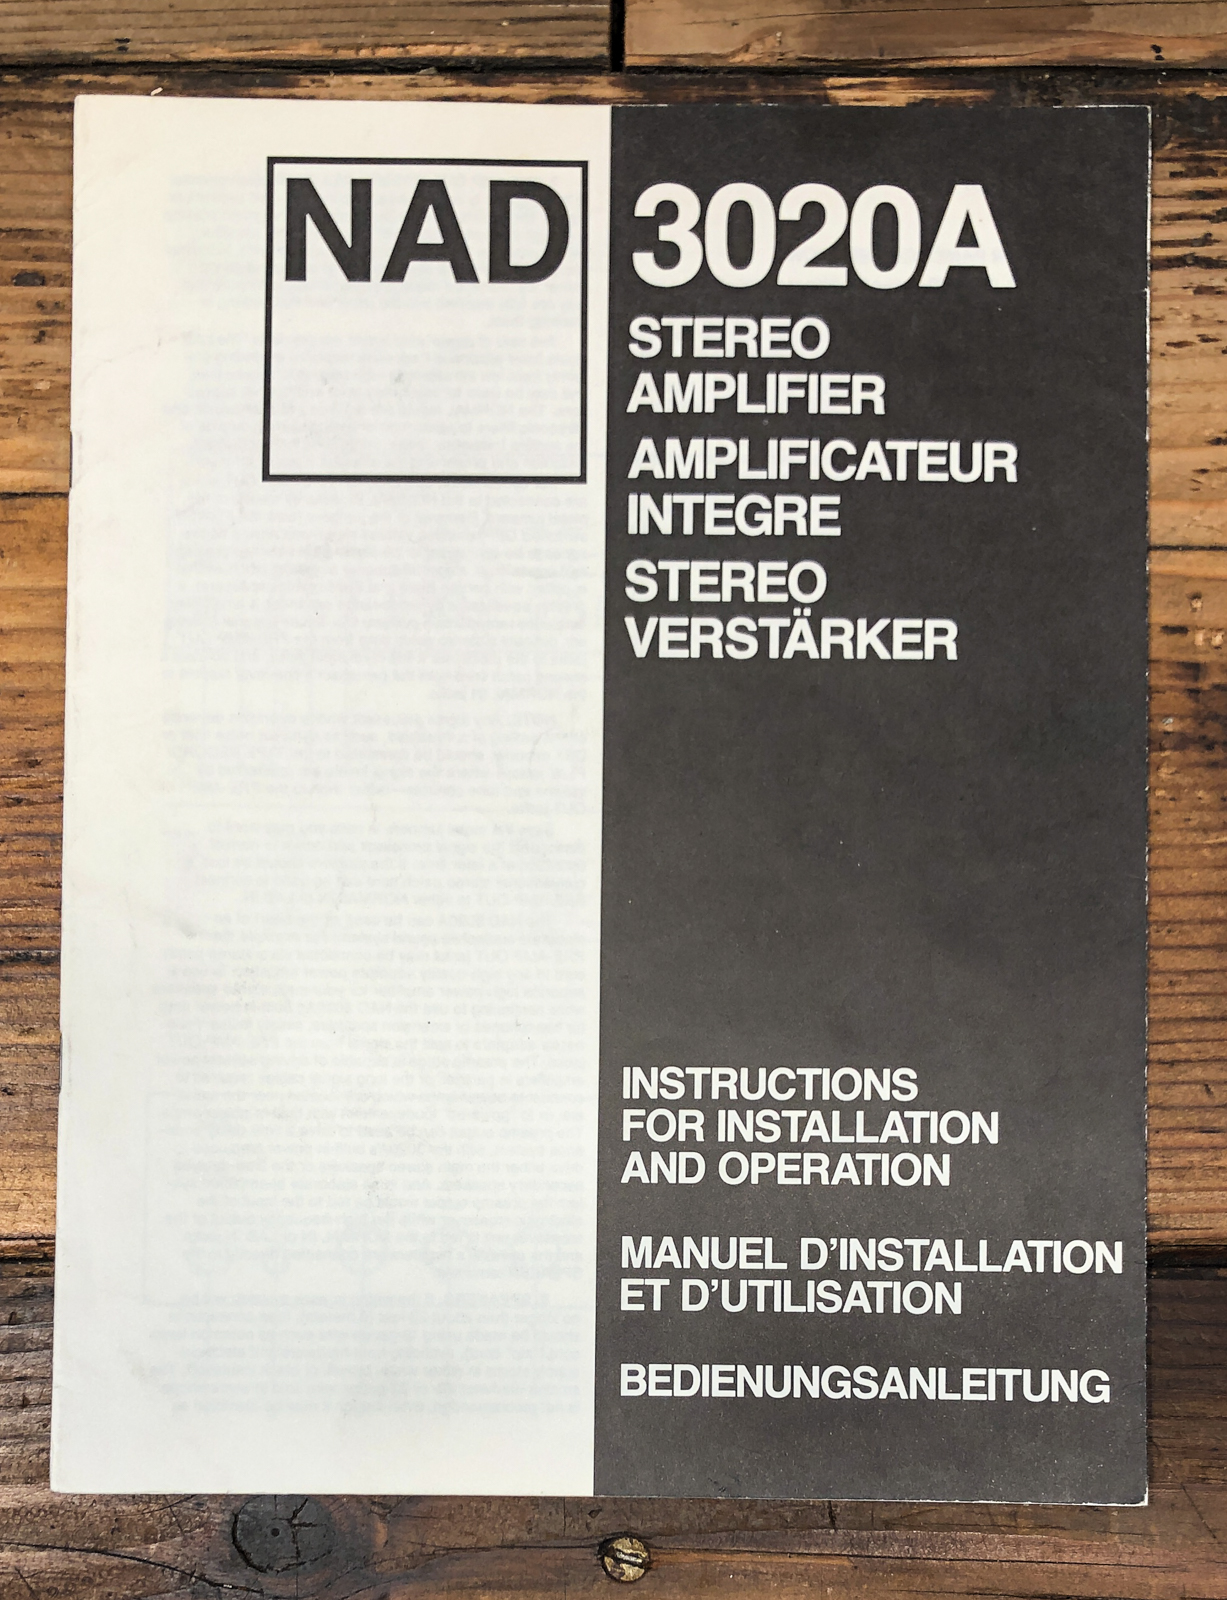 NAD
3020A
STEREO
AMPLIFIER
AMPLIFICATEUR
INTEGRE
STEREO
VERSTÄRKER
INSTRUCTIONS
FOR INSTALLATION
AND OPERATION
MANUEL D'INSTALLATION
ET D'UTILISATION
BEDIENUNGSANLEITUNG